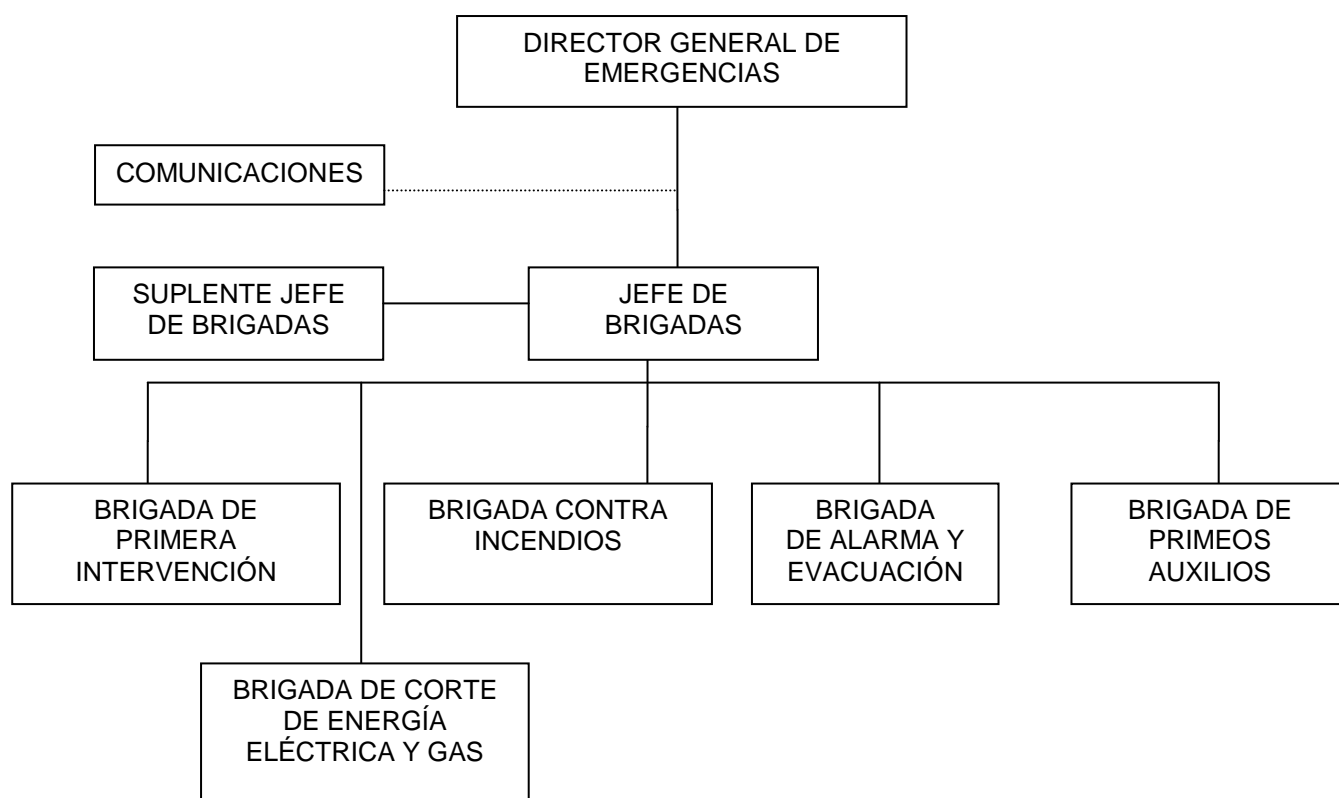 DIRECTOR GENERAL DE
EMERGENCIAS
COMUNICACIONES
SUPLENTE JEFE
DE BRIGADAS
JEFE DE
BRIGADAS
BRIGADA DE
PRIMERA
INTERVENCIÓN
BRIGADA CONTRA
INCENDIOS
BRIGADA
DE ALARMA Y
EVACUACIÓN
BRIGADA DE
PRIMEOS
AUXILIOS
BRIGADA DE CORTE
DE ENERGÍA
ELÉCTRICA Y GAS